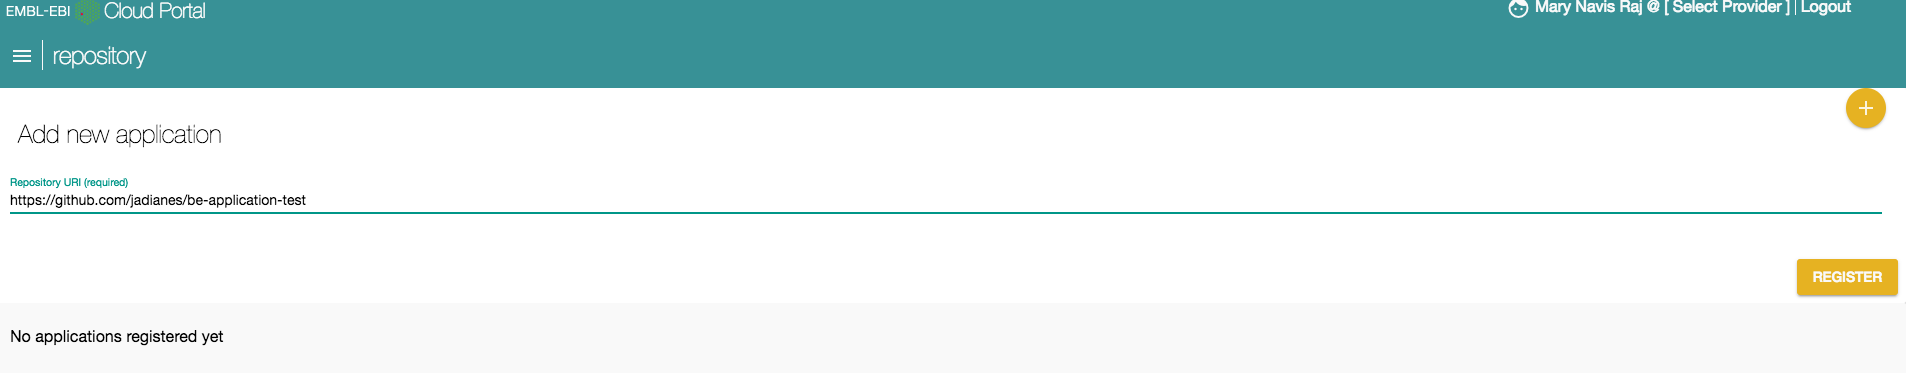 EMBL-EBI Cloud Portal
Mary Navis Raj @ [ Select Provider ] | Logout
repository
Add new application
Repository URI (required)
https://github.com/jadianes/be-application-test
REGISTER
No applications registered yet